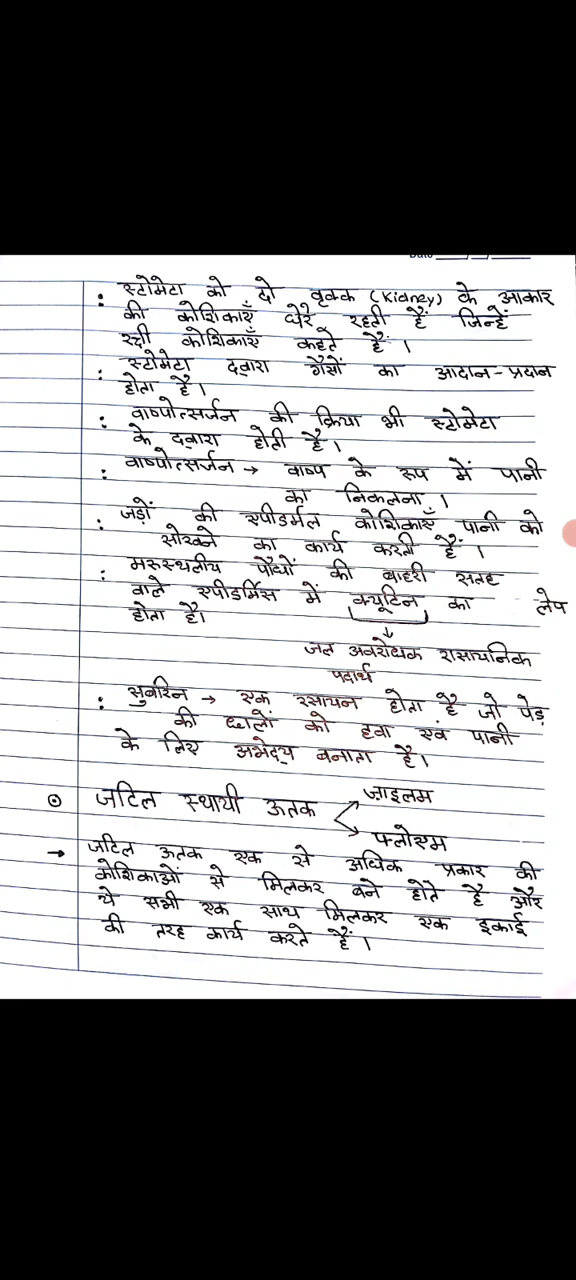 Date
: स्टोमेटा को दो वृक्क (Kidney) के आकार
की कोशिकाएँ घेरे रहती हैं जिन्हें
रक्षी कोशिकाएँ कहते हैं।
: स्टोमेटा द्वारा गैसों का आदान-प्रदान
होता है।
: वाष्पोत्सर्जन की क्रिया भी स्टोमेटा
के द्वारा होती है।
: वाष्पोत्सर्जन → वाष्प के रूप में पानी
का निकलना।
: जड़ों की एपीडर्मल कोशिकाएँ पानी को
सोखने का कार्य करती हैं।
: मरुस्थलीय पौधों की बाहरी सतह
वाले एपीडर्मिस में क्यूटिन का लेप
होता है।
↓
जल अवरोधक रासायनिक
पदार्थ
: सुबेरिन → एक रसायन होता है जो पेड़
की छालों को हवा एवं पानी
के लिए अभेद्य बनाता है।
⊙ जटिल स्थायी ऊतक
ज़ाइलम
फ्लोएम
→ जटिल ऊतक एक से अधिक प्रकार की
कोशिकाओं से मिलकर बने होते है और
ये सभी एक साथ मिलकर एक इकाई
की तरह कार्य करते हैं।